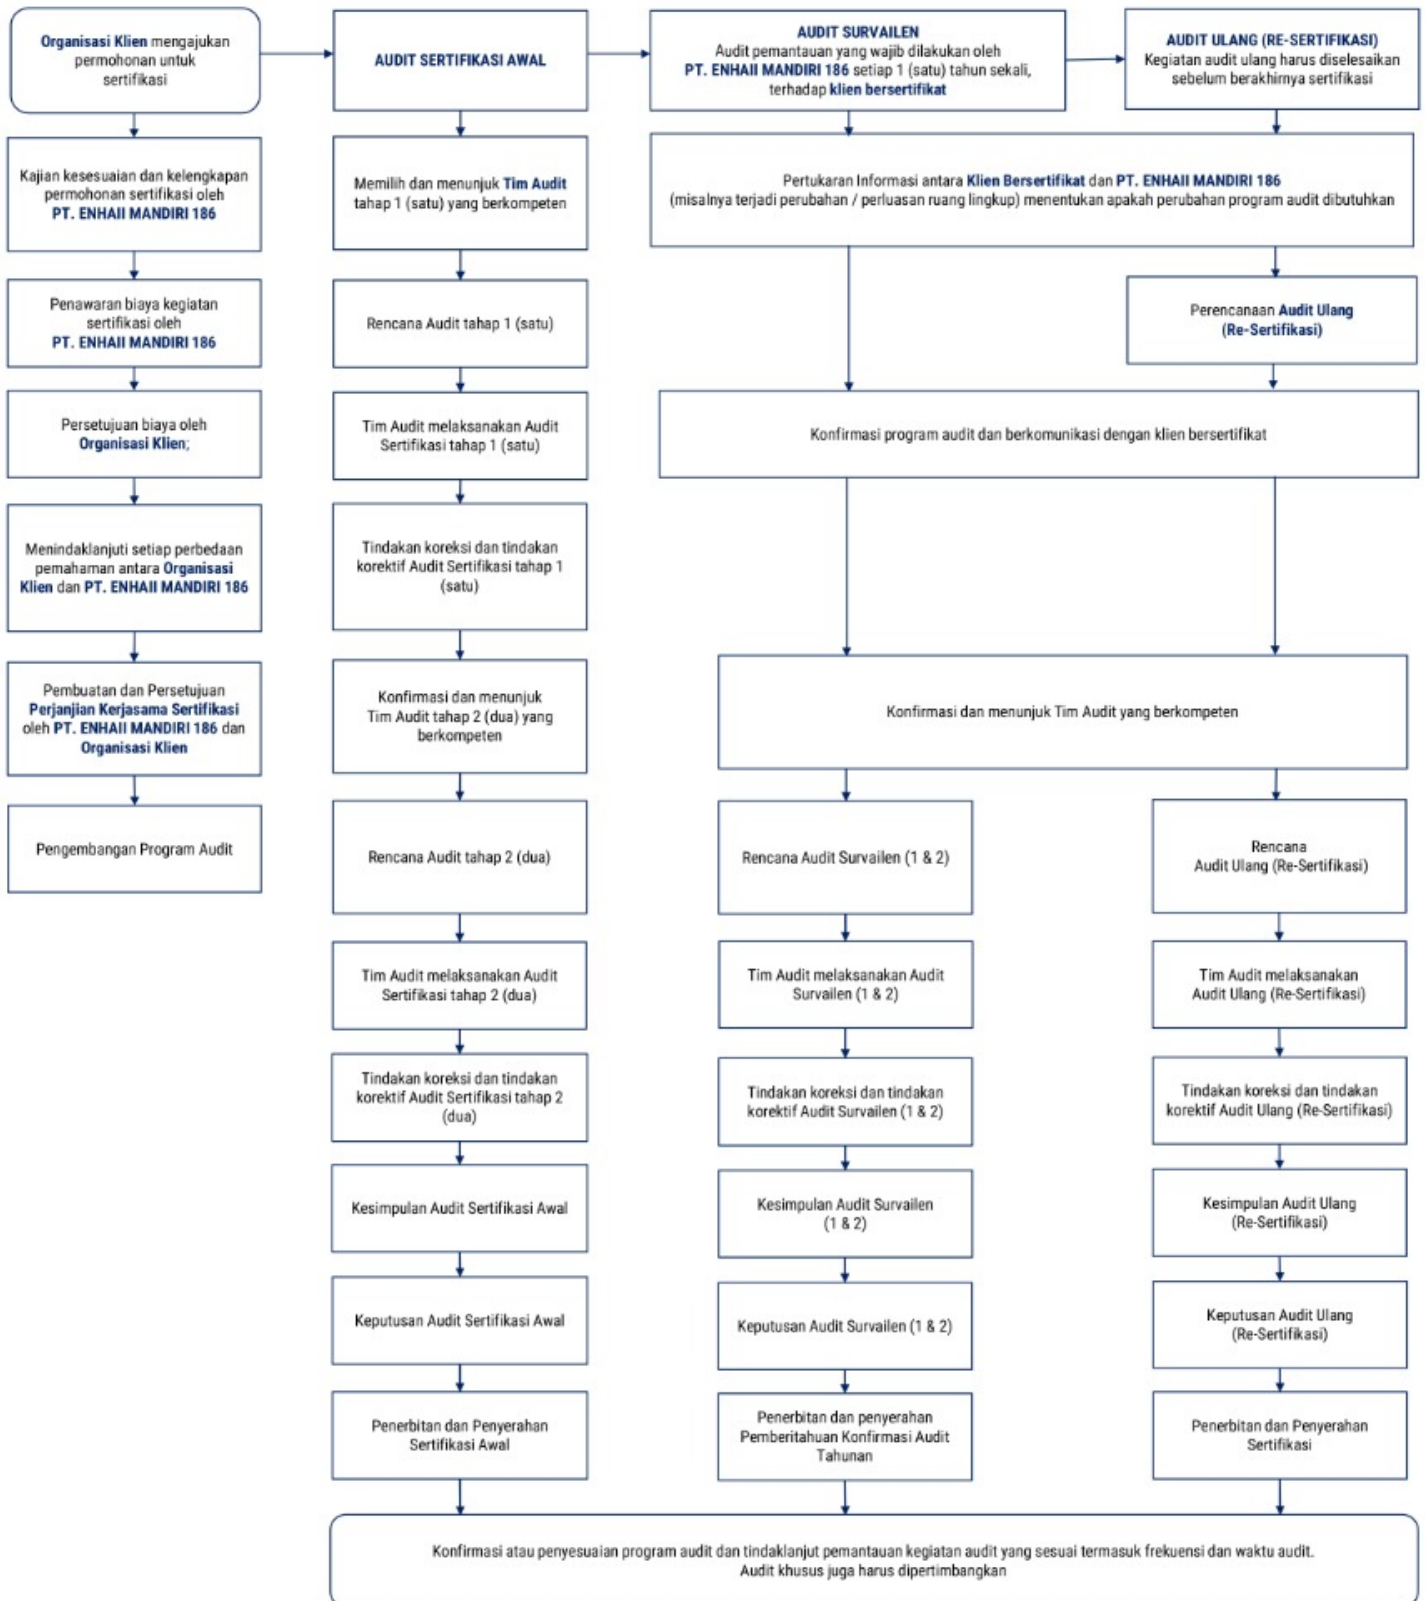 Organisasi Klien mengajukan
permohonan untuk
sertifikasi
Kajian kesesuaian dan kelengkapan
permohonan sertifikasi oleh
PT. ENHAII MANDIRI 186
Penawaran biaya kegiatan
sertifikasi oleh
PT. ENHAII MANDIRI 186
Persetujuan biaya oleh
Organisasi Klien;
Menindaklanjuti setiap perbedaan
pemahaman antara Organisasi
Klien dan PT. ENHAII MANDIRI 186
Pembuatan dan Persetujuan
Perjanjian Kerjasama Sertifikasi
oleh PT. ENHAII MANDIRI 186 dan
Organisasi Klien
Pengembangan Program Audit
AUDIT SERTIFIKASI AWAL
Memilih dan menunjuk Tim Audit
tahap 1 (satu) yang berkompeten
Rencana Audit tahap 1 (satu)
Tim Audit melaksanakan Audit
Sertifikasi tahap 1 (satu)
Tindakan koreksi dan tindakan
korektif Audit Sertifikasi tahap 1
(satu)
Konfirmasi dan menunjuk
Tim Audit tahap 2 (dua) yang
berkompeten
Rencana Audit tahap 2 (dua)
Tim Audit melaksanakan Audit
Sertifikasi tahap 2 (dua)
Tindakan koreksi dan tindakan
korektif Audit Sertifikasi tahap 2
(dua)
Kesimpulan Audit Sertifikasi Awal
Keputusan Audit Sertifikasi Awal
Penerbitan dan Penyerahan
Sertifikasi Awal
AUDIT SURVAILEN
Audit pemantauan yang wajib dilakukan oleh
PT. ENHAII MANDIRI 186 setiap 1 (satu) tahun sekali,
terhadap klien bersertifikat
AUDIT ULANG (RE-SERTIFIKASI)
Kegiatan audit ulang harus diselesaikan
sebelum berakhirnya sertifikasi
Pertukaran Informasi antara Klien Bersertifikat dan PT. ENHAII MANDIRI 186
(misalnya terjadi perubahan / perluasan ruang lingkup) menentukan apakah perubahan program audit dibutuhkan
Perencanaan Audit Ulang
(Re-Sertifikasi)
Konfirmasi program audit dan berkomunikasi dengan klien bersertifikat
Konfirmasi dan menunjuk Tim Audit yang berkompeten
Rencana Audit Survailen (1 & 2)
Tim Audit melaksanakan Audit
Survailen (1 & 2)
Tindakan koreksi dan tindakan
korektif Audit Survailen (1 & 2)
Kesimpulan Audit Survailen
(1 & 2)
Keputusan Audit Survailen (1 & 2)
Penerbitan dan penyerahan
Pemberitahuan Konfirmasi Audit
Tahunan
Rencana
Audit Ulang (Re-Sertifikasi)
Tim Audit melaksanakan
Audit Ulang (Re-Sertifikasi)
Tindakan koreksi dan tindakan
korektif Audit Ulang (Re-Sertifikasi)
Kesimpulan Audit Ulang
(Re-Sertifikasi)
Keputusan Audit Ulang
(Re-Sertifikasi)
Penerbitan dan Penyerahan
Sertifikasi
Konfirmasi atau penyesuaian program audit dan tindaklanjut pemantauan kegiatan audit yang sesuai termasuk frekuensi dan waktu audit.
Audit khusus juga harus dipertimbangkan